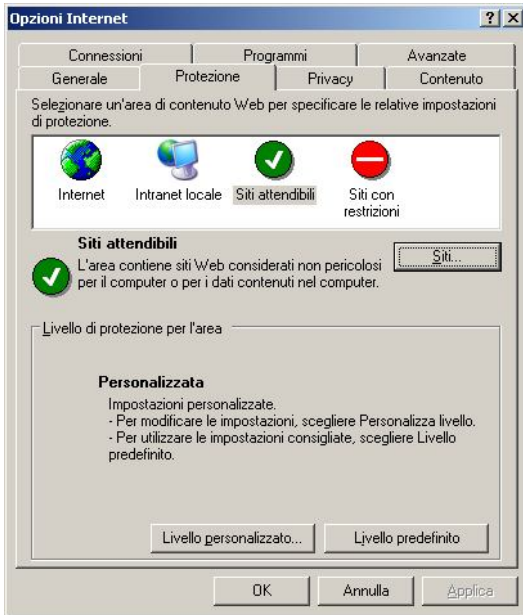 Opzioni Internet
Connessioni Programmi Avanzate
Generale Protezione Privacy Contenuto
Selezionare un'area di contenuto Web per specificare le relative impostazioni
di protezione.
Internet Intranet locale Siti attendibili Siti con
restrizioni
Siti attendibili
L'area contiene siti Web considerati non pericolosi
per il computer o per i dati contenuti nel computer.
Siti...
Livello di protezione per l'area
Personalizzata
Impostazioni personalizzate.
- Per modificare le impostazioni, scegliere Personalizza livello.
- Per utilizzare le impostazioni consigliate, scegliere Livello
predefinito.
Livello personalizzato... Livello predefinito
OK Annulla Applica